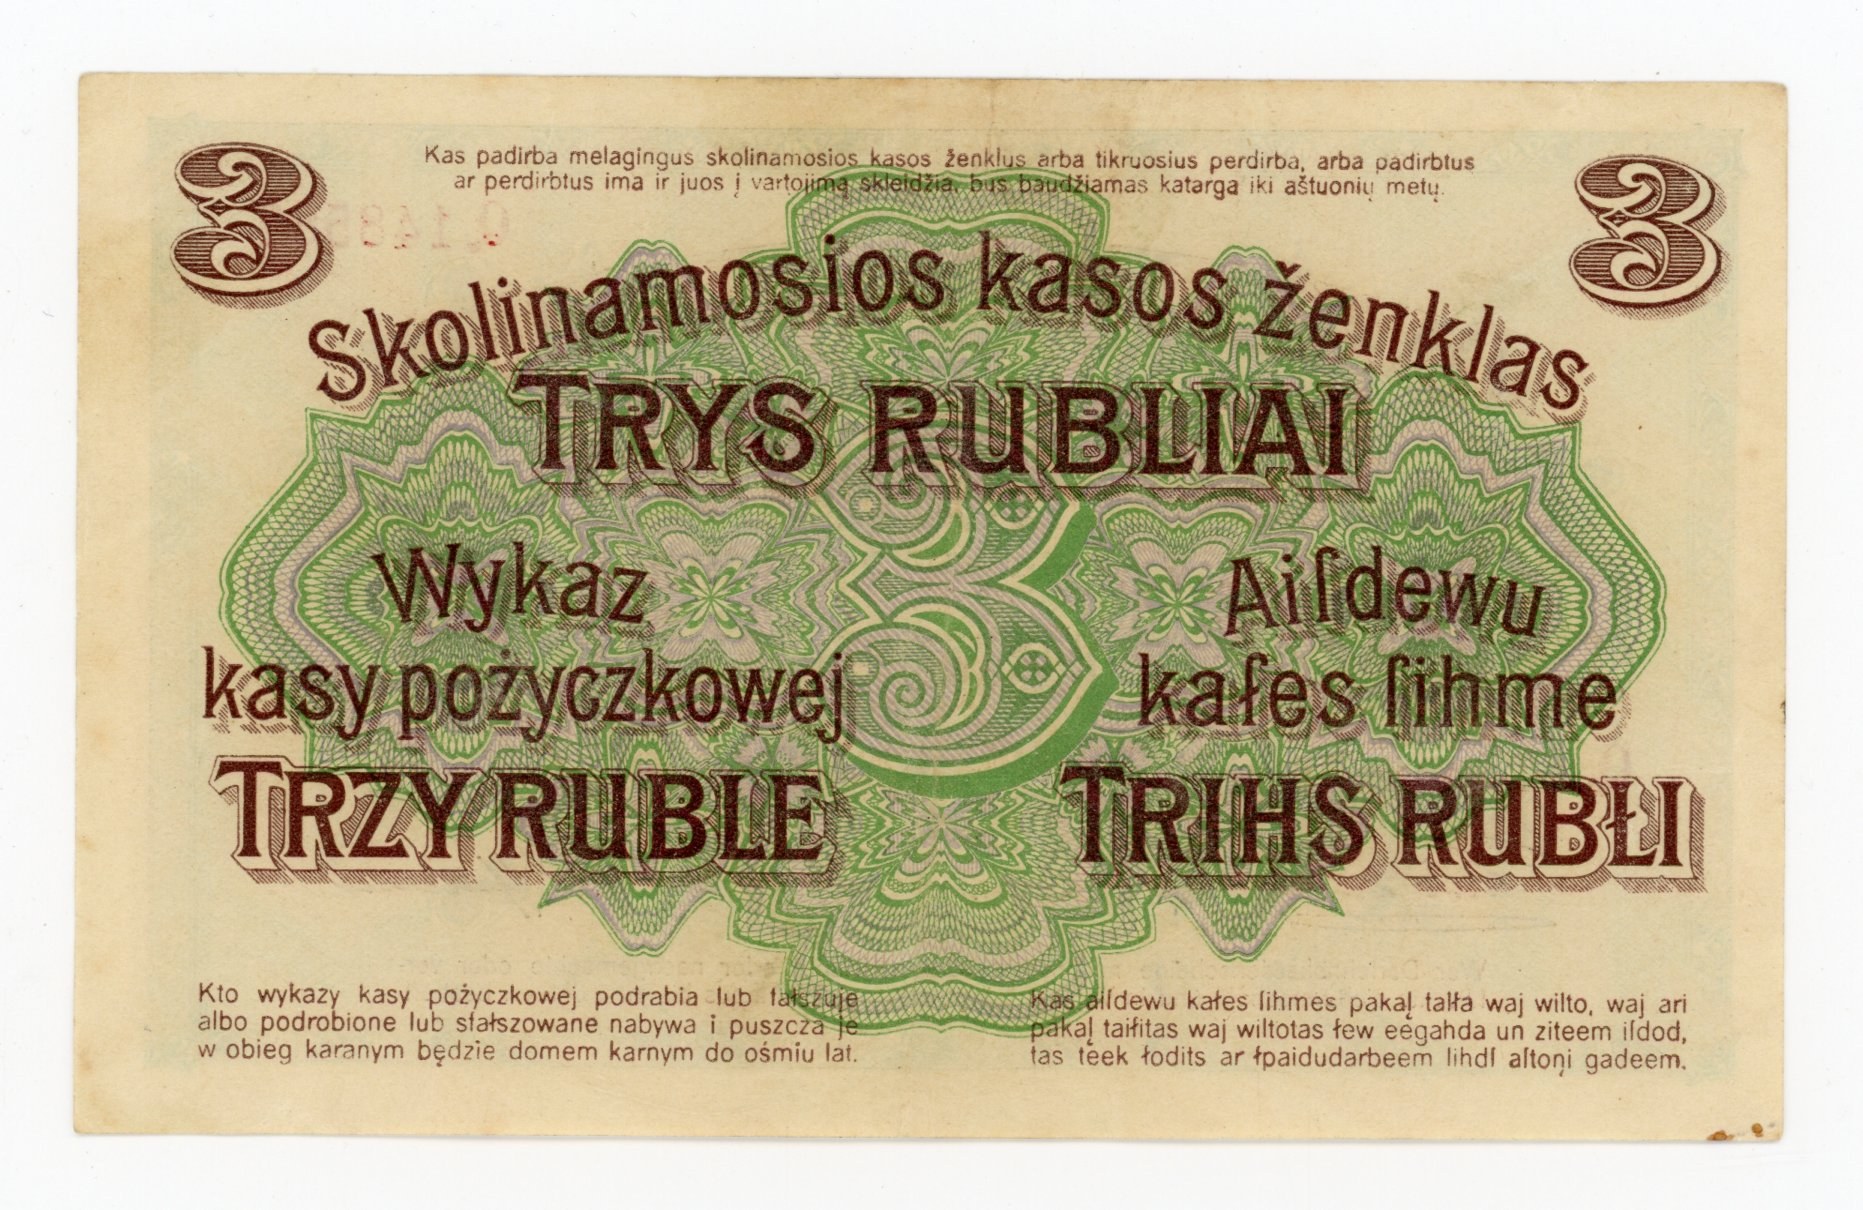 Kas padirba melagingus skolinamosios kasos ženklus arba tikruosius perdirba, arba padirbtus
ar perdirbtus ima ir juos į vartojimą skleidžia, bus baudžiamas katarga iki aštuonių metų.
3
3
Skolinamosios kasos ženklas
TRYS RUBLIAI
3
Wykaz
kasy pożyczkowej
TRZY RUBLE
Aiſdewu
kaſes ſihme
TRIHS RUBŁI
Kto wykazy kasy pożyczkowej podrabia lub fałszuje
albo podrobione lub sfałszowane nabywa i puszcza je
w obieg karanym będzie domem karnym do ośmiu lat.
Kas aiſdewu kaſes ſihmes pakaļ taiſa waj wilto, waj ari
pakaļ taiſitas waj wiltotas ſew eegahda un ziteem iſdod,
tas teek ſodits ar ſpaidudarbeem lihdſ aſtoņi gadeem.